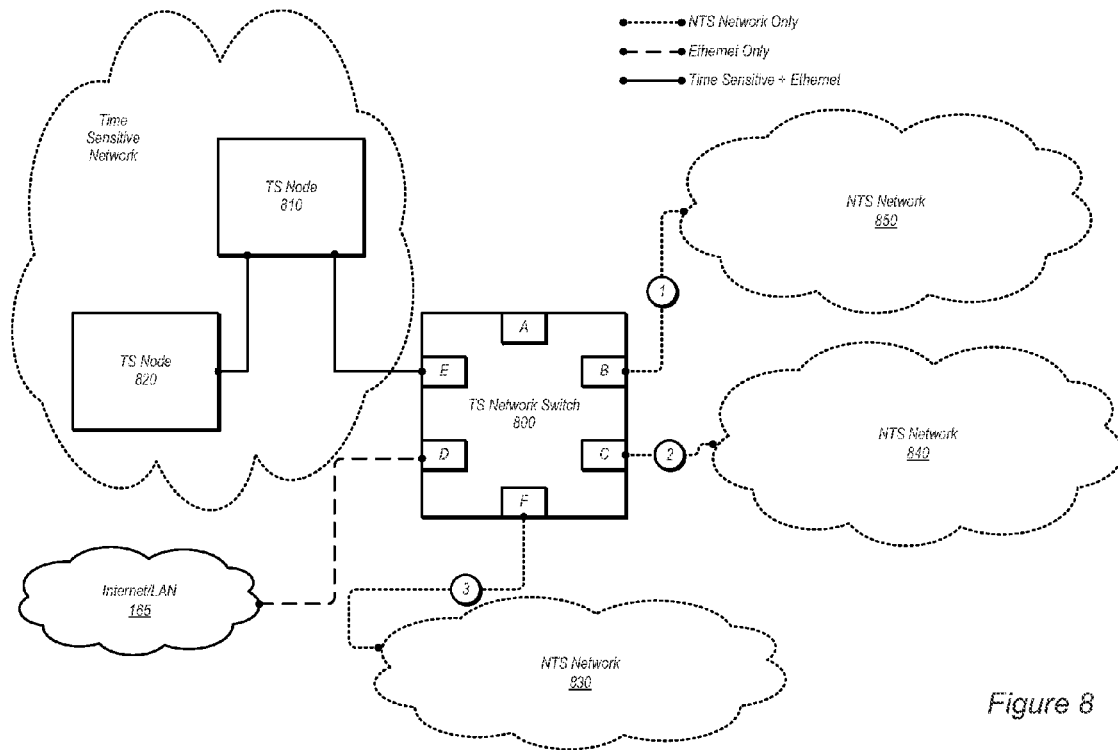 NTS Network Only
Ethernet Only
Time Sensitive + Ethernet
Time
Sensitive
Network
TS Node
810
NTS Network
850
1
TS Node
820
A
E
B
TS Network Switch
800
NTS Network
840
D
C
2
F
Internet/LAN
165
3
NTS Network
830
Figure 8